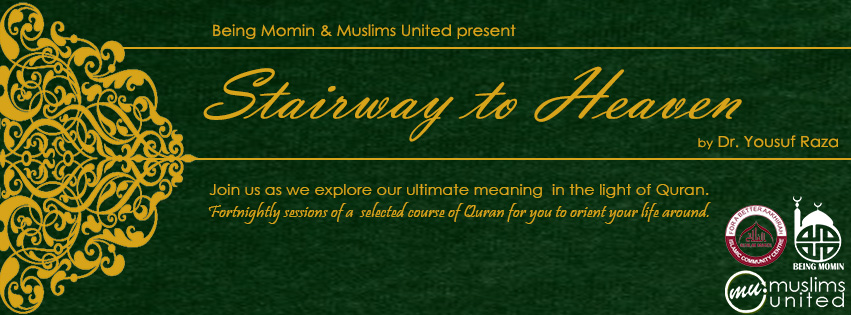 Being Momin & Muslims United present
Stairway to Heaven
by Dr. Yousuf Raza
Join us as we explore our ultimate meaning in the light of Quran.
Fortnightly sessions of a selected course of Quran for you to orient your life around.
FOR A BETTER AAKHIRAH
ISLAMIC COMMUNITY CENTRE
BEING MOMIN
mu: muslims
united